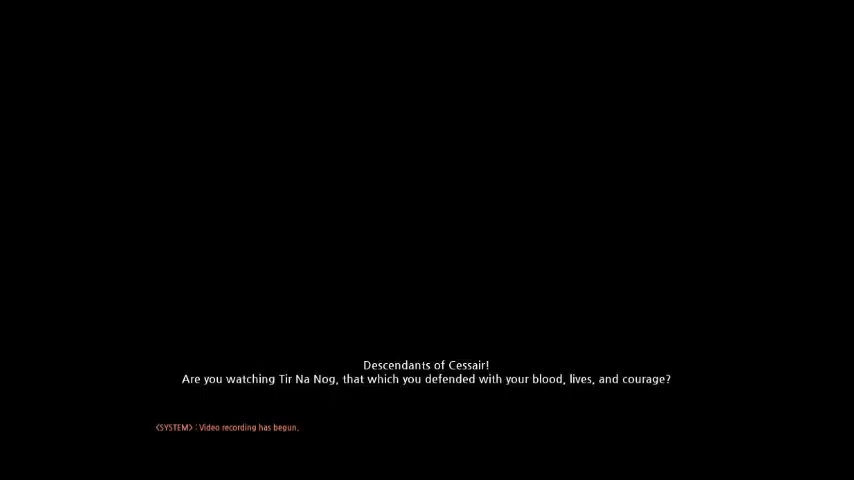 Descendants of Cessair!
Are you watching Tir Na Nog, that which you defended with your blood, lives, and courage?
<SYSTEM> : Video recording has begun.